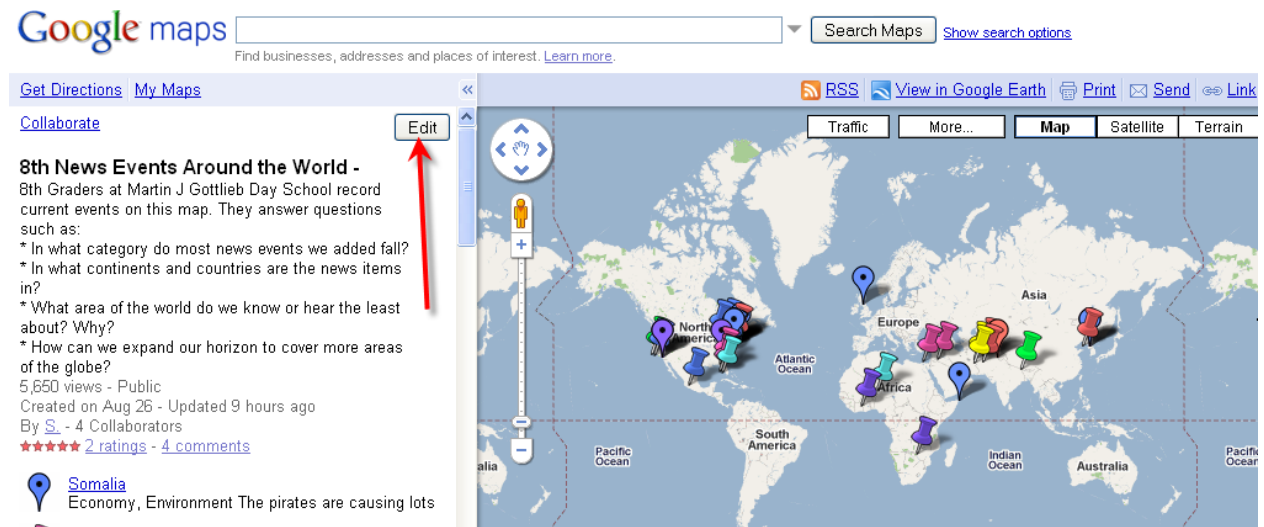 Google maps
Search Maps
Show search options
Find businesses, addresses and places of interest. Learn more.
Get Directions My Maps
«
RSS View in Google Earth Print Send Link
Collaborate
Edit
8th News Events Around the World -
8th Graders at Martin J Gottlieb Day School record
current events on this map. They answer questions
such as:
* In what category do most news events we added fall?
* In what continents and countries are the news items
in?
* What area of the world do we know or hear the least
about? Why?
* How can we expand our horizon to cover more areas
of the globe?
5,650 views - Public
Created on Aug 26 - Updated 9 hours ago
By S. - 4 Collaborators
2 ratings - 4 comments
Somalia
Economy, Environment The pirates are causing lots
Traffic More... Map Satellite Terrain
Asia
North
America
Europe
Atlantic
Ocean
Africa
South
America
Pacific
Ocean
Indian
Ocean
alia
Australia
Pacifi
Ocean